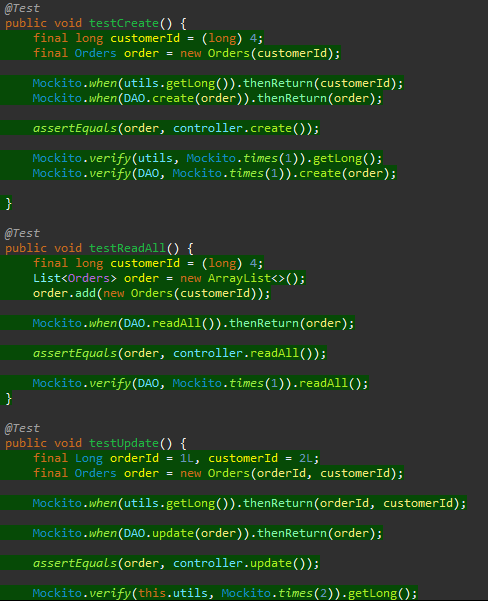 @Test
public void testCreate() {
    final long customerId = (long) 4;
    final Orders order = new Orders(customerId);
    Mockito.when(utils.getLong()).thenReturn(customerId);
    Mockito.when(DAO.create(order)).thenReturn(order);
    assertEquals(order, controller.create());
    Mockito.verify(utils, Mockito.times(1)).getLong();
    Mockito.verify(DAO, Mockito.times(1)).create(order);
}
@Test
public void testReadAll() {
    final long customerId = (long) 4;
    List<Orders> order = new ArrayList<>();
    order.add(new Orders(customerId));
    Mockito.when(DAO.readAll()).thenReturn(order);
    assertEquals(order, controller.readAll());
    Mockito.verify(DAO, Mockito.times(1)).readAll();
}
@Test
public void testUpdate() {
    final Long orderId = 1L, customerId = 2L;
    final Orders order = new Orders(orderId, customerId);
    Mockito.when(utils.getLong()).thenReturn(orderId, customerId);
    Mockito.when(DAO.update(order)).thenReturn(order);
    assertEquals(order, controller.update());
    Mockito.verify(this.utils, Mockito.times(2)).getLong();